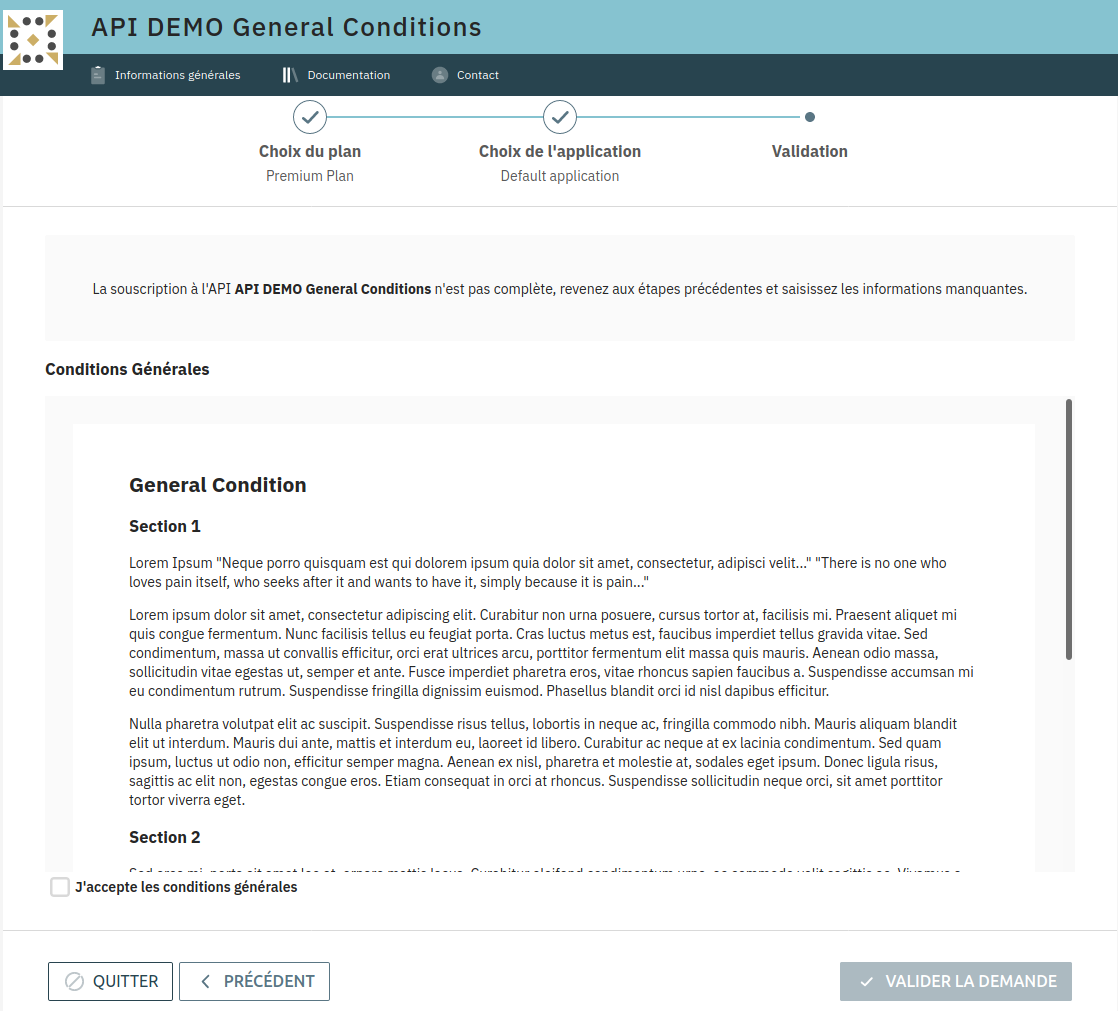 API DEMO General Conditions
Informations générales
Documentation
Contact
Choix du plan
Premium Plan
Choix de l'application
Default application
Validation
La souscription à l'API API DEMO General Conditions n'est pas complète, revenez aux étapes précédentes et saisissez les informations manquantes.
Conditions Générales
General Condition
Section 1
Lorem Ipsum "Neque porro quisquam est qui dolorem ipsum quia dolor sit amet, consectetur, adipisci velit..." "There is no one who
loves pain itself, who seeks after it and wants to have it, simply because it is pain..."
Lorem ipsum dolor sit amet, consectetur adipiscing elit. Curabitur non urna posuere, cursus tortor at, facilisis mi. Praesent aliquet mi
quis congue fermentum. Nunc facilisis tellus eu feugiat porta. Cras luctus metus est, faucibus imperdiet tellus gravida vitae. Sed
condimentum, massa ut convallis efficitur, orci erat ultrices arcu, porttitor fermentum elit massa quis mauris. Aenean odio massa,
sollicitudin vitae egestas ut, semper et ante. Fusce imperdiet pharetra eros, vitae rhoncus sapien faucibus a. Suspendisse accumsan mi
eu condimentum rutrum. Suspendisse fringilla dignissim euismod. Phasellus blandit orci id nisl dapibus efficitur.
Nulla pharetra volutpat elit ac suscipit. Suspendisse risus tellus, lobortis in neque ac, fringilla commodo nibh. Mauris aliquam blandit
elit ut interdum. Mauris dui ante, mattis et interdum eu, laoreet id libero. Curabitur ac neque at ex lacinia condimentum. Sed quam
ipsum, luctus ut odio non, efficitur semper magna. Aenean ex nisl, pharetra et molestie at, sodales eget ipsum. Donec ligula risus,
sagittis ac elit non, egestas congue eros. Etiam consequat in orci at rhoncus. Suspendisse sollicitudin neque orci, sit amet porttitor
tortor viverra eget.
Section 2
J'accepte les conditions générales
QUITTER
PRÉCÉDENT
VALIDER LA DEMANDE